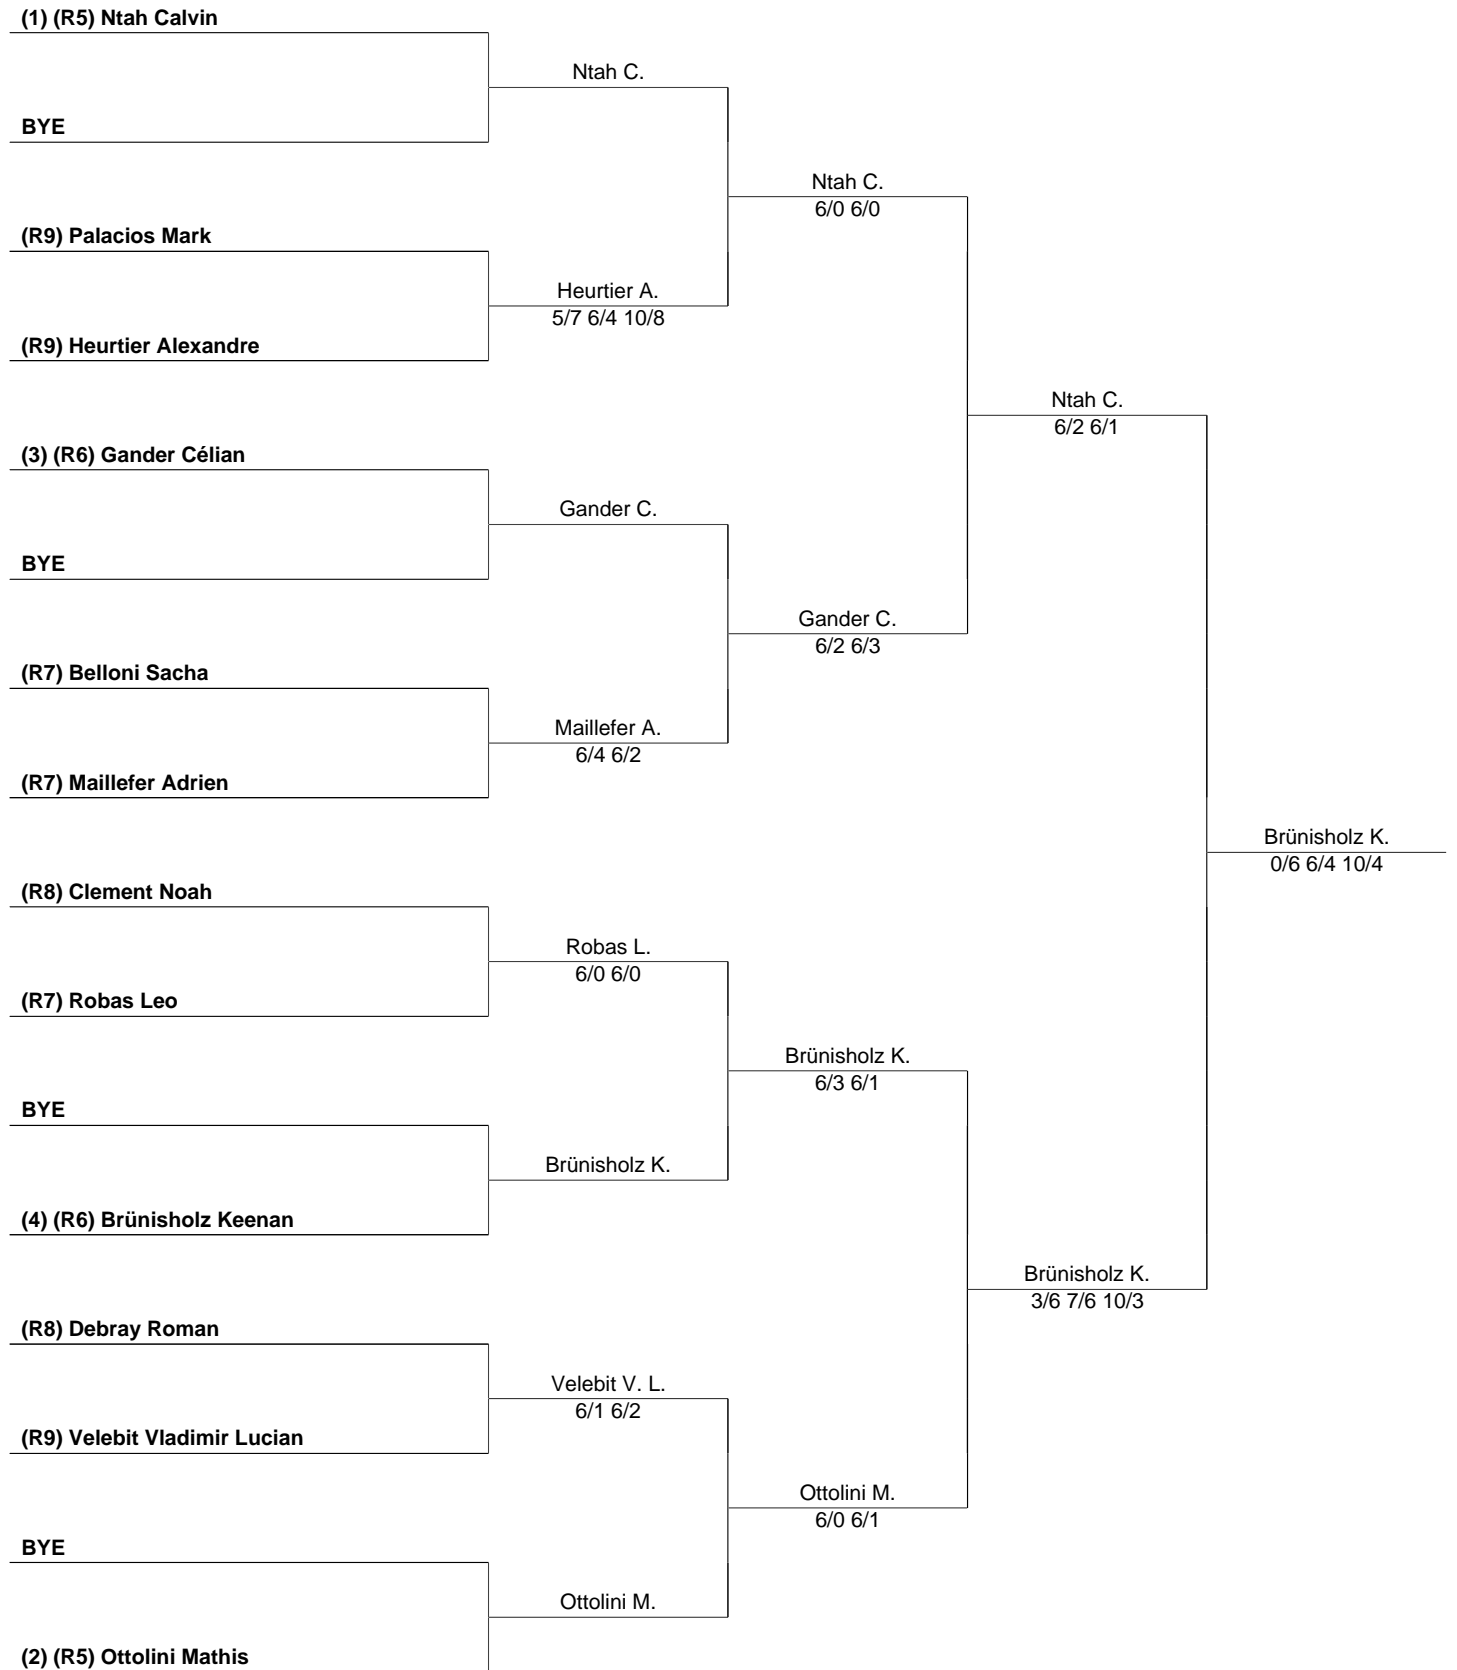 (1) (R5) Ntah Calvin
Ntah C.
BYE
Ntah C.
6/0 6/0
(R9) Palacios Mark
Heurtier A.
5/7 6/4 10/8
(R9) Heurtier Alexandre
Ntah C.
6/2 6/1
(3) (R6) Gander Célian
Gander C.
BYE
Gander C.
6/2 6/3
(R7) Belloni Sacha
Maillefer A.
6/4 6/2
(R7) Maillefer Adrien
Brünisholz K.
0/6 6/4 10/4
(R8) Clement Noah
Robas L.
6/0 6/0
(R7) Robas Leo
Brünisholz K.
6/3 6/1
BYE
Brünisholz K.
(4) (R6) Brünisholz Keenan
Brünisholz K.
3/6 7/6 10/3
(R8) Debray Roman
Velebit V. L.
6/1 6/2
(R9) Velebit Vladimir Lucian
Ottolini M.
6/0 6/1
BYE
Ottolini M.
(2) (R5) Ottolini Mathis